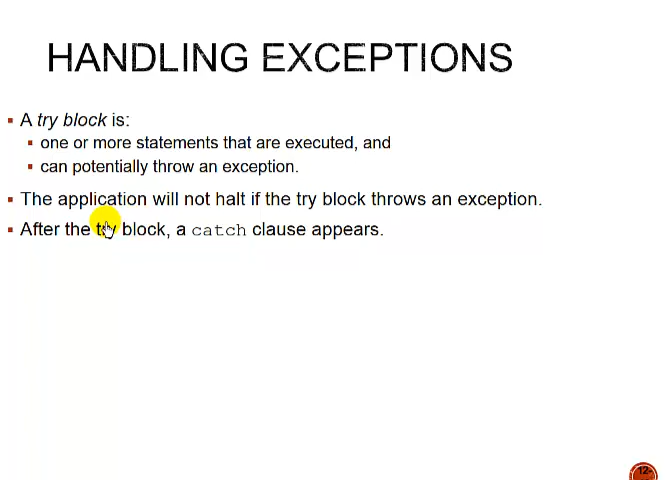 HANDLING EXCEPTIONS
A try block is:
one or more statements that are executed, and
can potentially throw an exception.
The application will not halt if the try block throws an exception.
After the try block, a catch clause appears.
12-